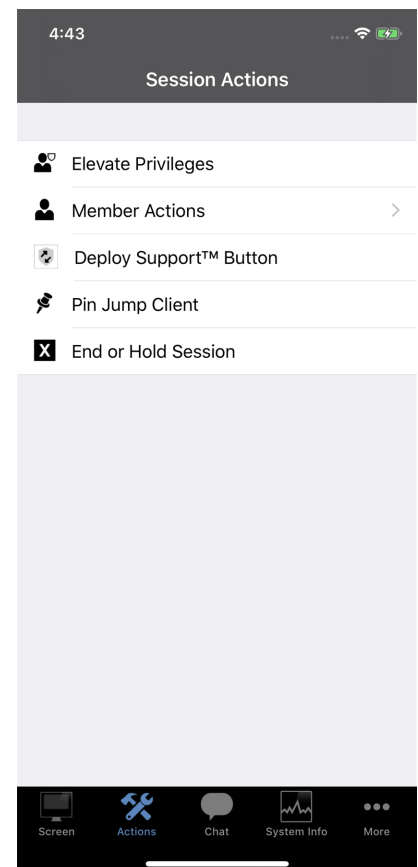 4:43
Session Actions
Elevate Privileges
Member Actions
Deploy Support™ Button
Pin Jump Client
X End or Hold Session
Screen Actions Chat System Info More